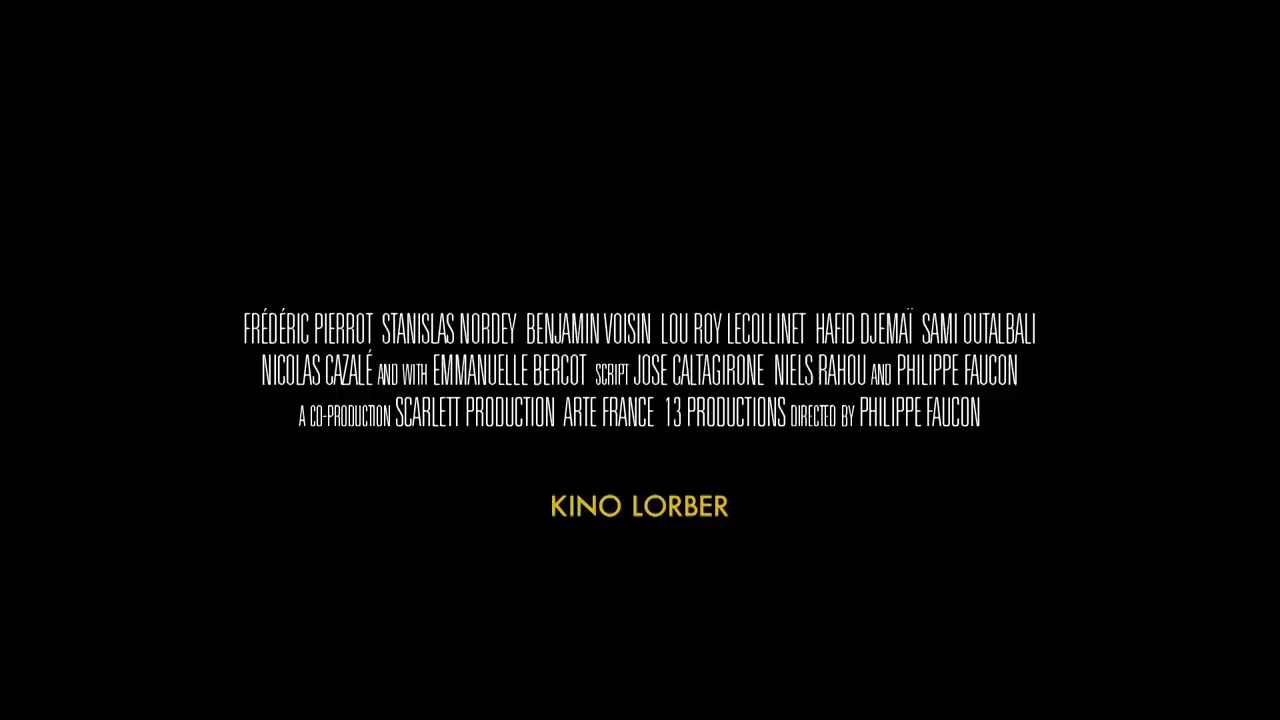 FRÉDÉRIC PIERROT STANISLAS NORDEY BENJAMIN VOISIN LOU ROY LECOLLINET HAFID DJEMAÏ SAMI OUTALBALI
NICOLAS CAZALÉ AND WITH EMMANUELLE BERCOT SCRIPT JOSE CALTAGIRONE NIELS RAHOU AND PHILIPPE FAUCON
A CO-PRODUCTION SCARLETT PRODUCTION ARTE FRANCE 13 PRODUCTIONS DIRECTED BY PHILIPPE FAUCON
KINO LORBER